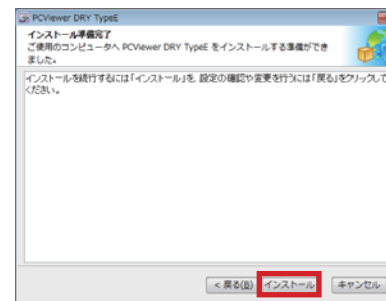 PCViewer DRY TypeE
インストール準備完了
ご使用のコンピュータへ PCViewer DRY TypeE をインストールする準備ができ
ました。
インストールを続行するには「インストール」を、設定の確認や変更を行うには「戻る」をクリックして
ください。
< 戻る(B)
インストール
キャンセル